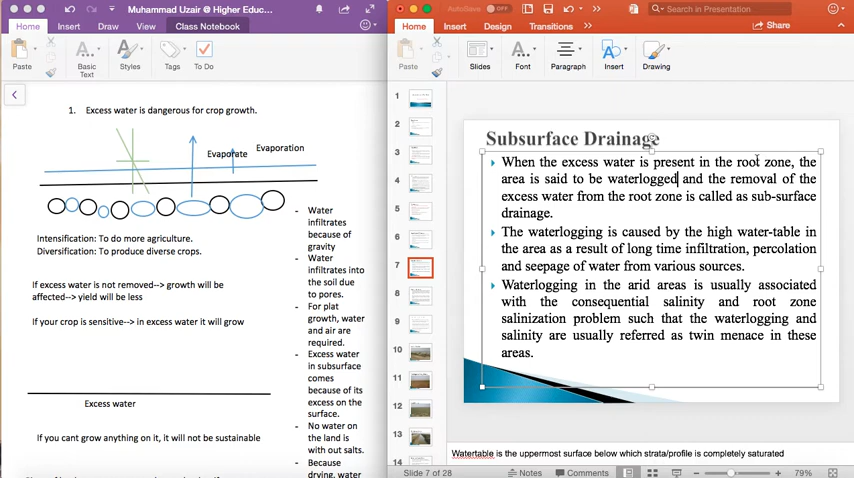 Muhammad Uzair @ Higher Educ...
Home
Insert
Draw
View
Class Notebook
Paste
Basic
Text
Styles
Tags
To Do
1. Excess water is dangerous for crop growth.
Evaporate
Evaporation
Intensification: To do more agriculture.
Diversification: To produce diverse crops.
If excess water is not removed--> growth will be
affected--> yield will be less
If your crop is sensitive--> in excess water it will grow
Excess water
If you cant grow anything on it, it will not be sustainable
- Water
infiltrates
because of
gravity
- Water
infiltrates into
the soil due
to pores.
- For plat
growth, water
and air are
required.
- Excess water
in subsurface
comes
because of its
excess on the
surface.
- No water on
the land is
with out salts.
- Because
drying, water
AutoSave
OFF
Search in Presentation
Home
Insert
Design
Transitions
Share
Paste
Slides
Font
Paragraph
Insert
Drawing
1
2
3
4
5
6
7
8
9
10
11
12
13
14
Subsurface Drainage
When the excess water is present in the root zone, the
area is said to be waterlogged and the removal of the
excess water from the root zone is called as sub-surface
drainage.
The waterlogging is caused by the high water-table in
the area as a result of long time infiltration, percolation
and seepage of water from various sources.
Waterlogging in the arid areas is usually associated
with the consequential salinity and root zone
salinization problem such that the waterlogging and
salinity are usually referred as twin menace in these
areas.
Watertable is the uppermost surface below which strata/profile is completely saturated
Slide 7 of 28
Notes
Comments
79%